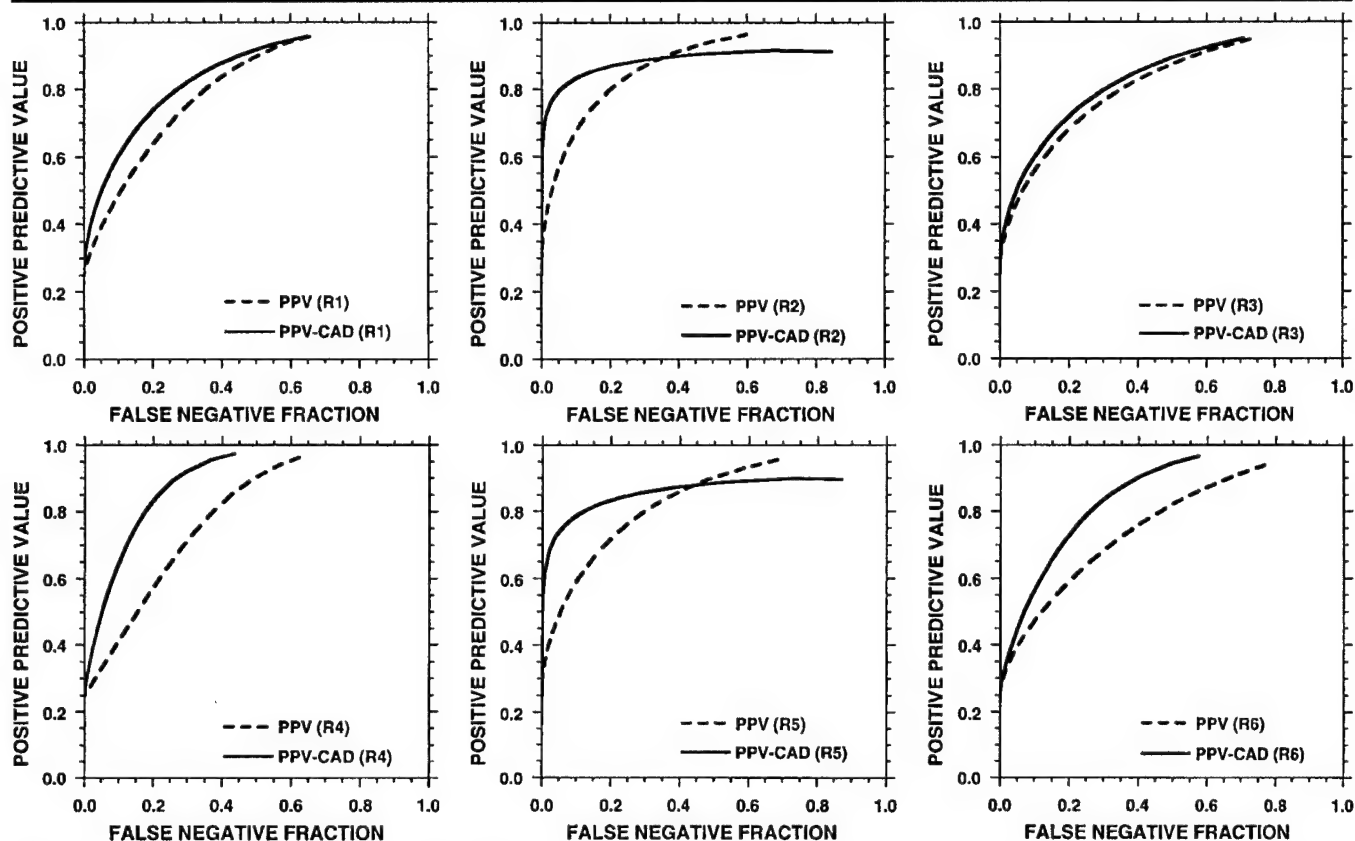 POSITIVE PREDICTIVE VALUE
1.0
0.8
0.6
0.4
0.2
0.0
PPV (R1)
PPV-CAD (R1)
0.0 0.2 0.4 0.6 0.8 1.0
FALSE NEGATIVE FRACTION
POSITIVE PREDICTIVE VALUE
1.0
0.8
0.6
0.4
0.2
0.0
PPV (R2)
PPV-CAD (R2)
0.0 0.2 0.4 0.6 0.8 1.0
FALSE NEGATIVE FRACTION
POSITIVE PREDICTIVE VALUE
1.0
0.8
0.6
0.4
0.2
0.0
PPV (R3)
PPV-CAD (R3)
0.0 0.2 0.4 0.6 0.8 1.0
FALSE NEGATIVE FRACTION
POSITIVE PREDICTIVE VALUE
1.0
0.8
0.6
0.4
0.2
0.0
PPV (R4)
PPV-CAD (R4)
0.0 0.2 0.4 0.6 0.8 1.0
FALSE NEGATIVE FRACTION
POSITIVE PREDICTIVE VALUE
1.0
0.8
0.6
0.4
0.2
0.0
PPV (R5)
PPV-CAD (R5)
0.0 0.2 0.4 0.6 0.8 1.0
FALSE NEGATIVE FRACTION
POSITIVE PREDICTIVE VALUE
1.0
0.8
0.6
0.4
0.2
0.0
PPV (R6)
PPV-CAD (R6)
0.0 0.2 0.4 0.6 0.8 1.0
FALSE NEGATIVE FRACTION